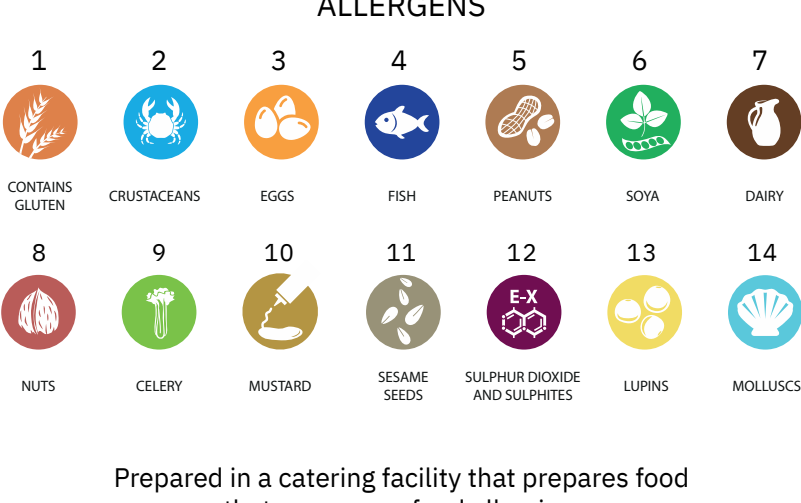 ALLERGENS
1 2 3 4 5 6 7
CONTAINS
GLUTEN
CRUSTACEANS
EGGS
FISH
PEANUTS
SOYA
DAIRY
8 9 10 11 12 13 14
NUTS
CELERY
MUSTARD
SESAME
SEEDS
E-X
SULPHUR DIOXIDE
AND SULPHITES
LUPINS
MOLLUSCS
Prepared in a catering facility that prepares food